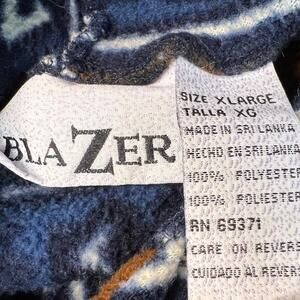 BLAZER
SIZE XLARGE
TALLA XG
MADE IN SRI LANKA
HECHO EN SRI LANKA
100% POLYESTER
100% POLIESTER
RN 69371
CARE ON REVERS
CUIDADO AL REVERS